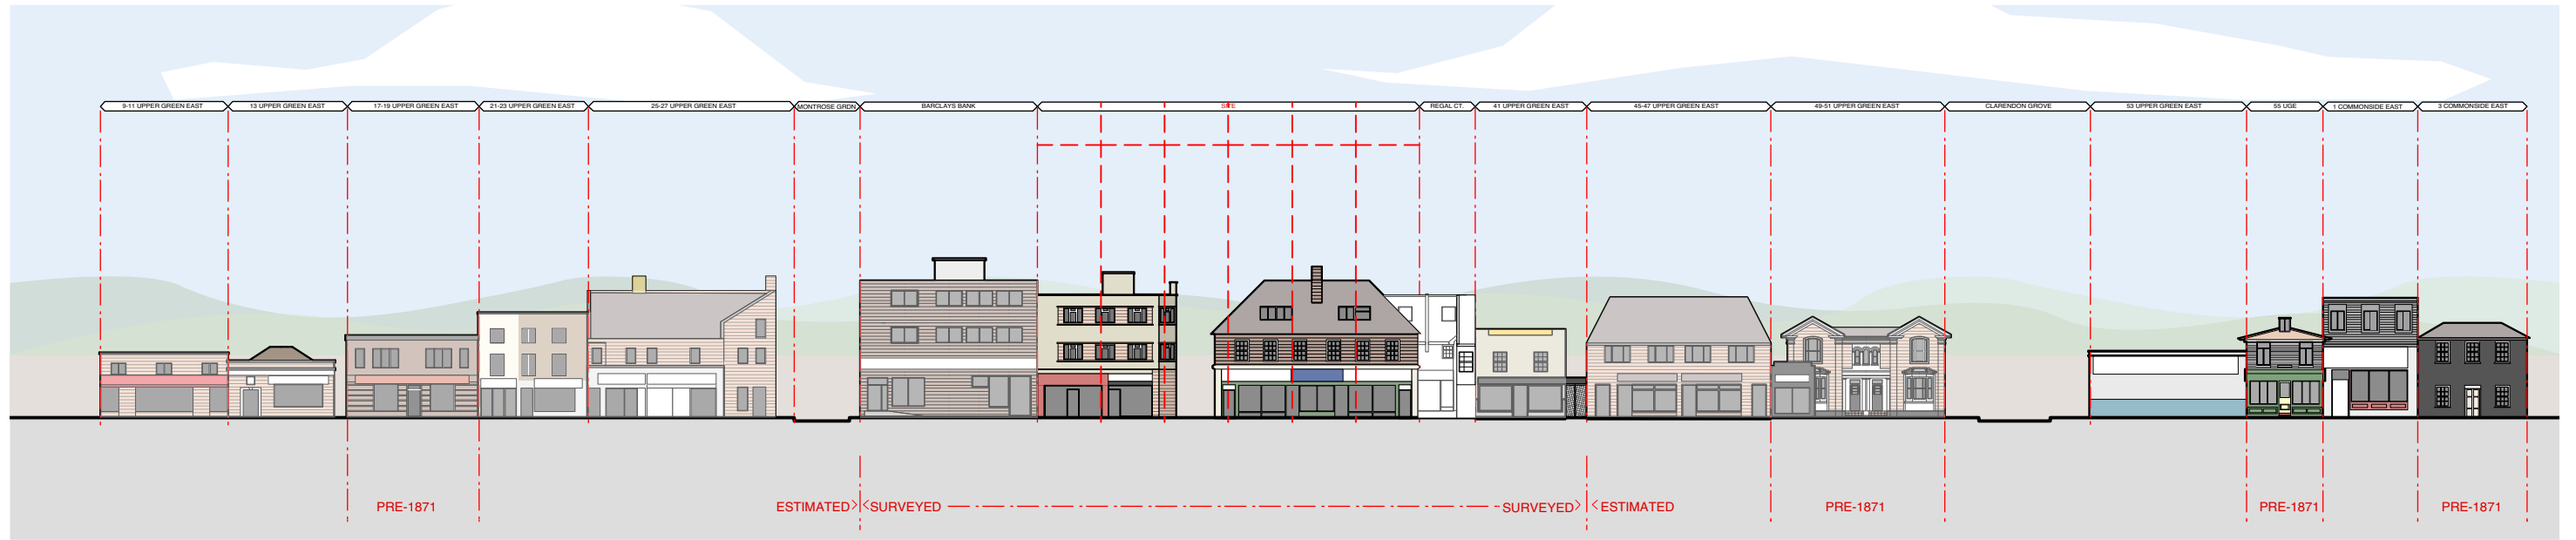 9-11 UPPER GREEN EAST
13 UPPER GREEN EAST
17-19 UPPER GREEN EAST
21-23 UPPER GREEN EAST
25-27 UPPER GREEN EAST
MONTROSE GRDN
BARCLAYS BANK
SITE
REGAL CT.
41 UPPER GREEN EAST
45-47 UPPER GREEN EAST
49-51 UPPER GREEN EAST
CLARENDON GROVE
53 UPPER GREEN EAST
55 UGE
1 COMMONSIDE EAST
3 COMMONSIDE EAST
PRE-1871
ESTIMATED
SURVEYED
SURVEYED
ESTIMATED
PRE-1871
PRE-1871
PRE-1871